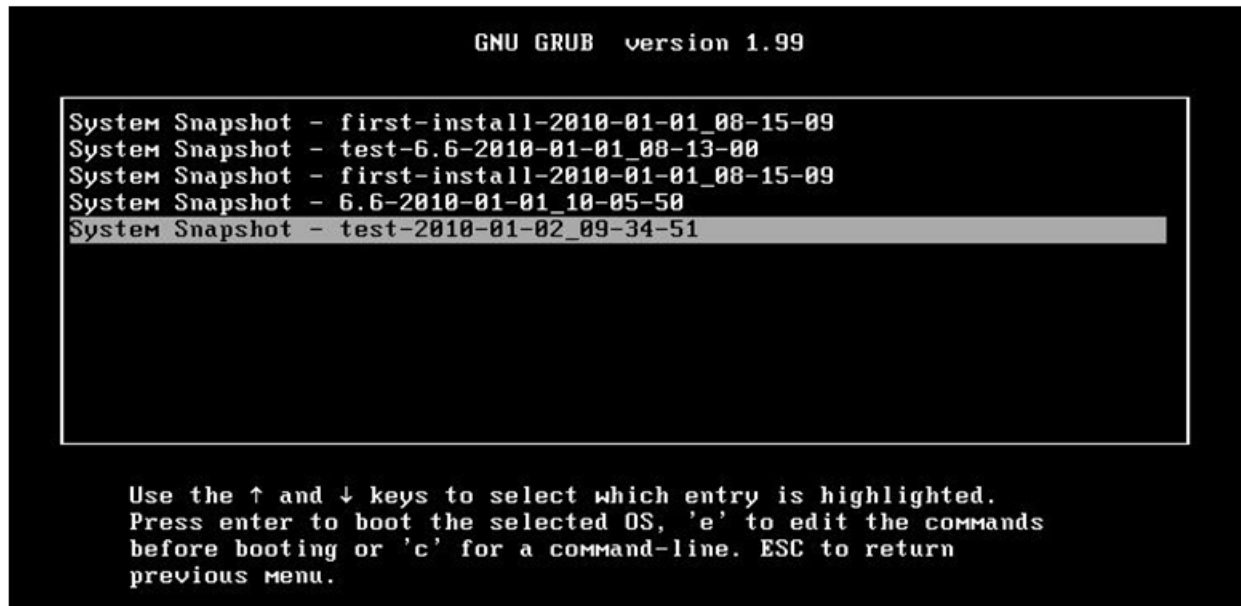 GNU GRUB  version 1.99
System Snapshot - first-install-2010-01-01_08-15-09
System Snapshot - test-6.6-2010-01-01_08-13-00
System Snapshot - first-install-2010-01-01_08-15-09
System Snapshot - 6.6-2010-01-01_10-05-50
System Snapshot - test-2010-01-02_09-34-51
Use the ↑ and ↓ keys to select which entry is highlighted.
Press enter to boot the selected OS, 'e' to edit the commands
before booting or 'c' for a command-line. ESC to return
previous menu.